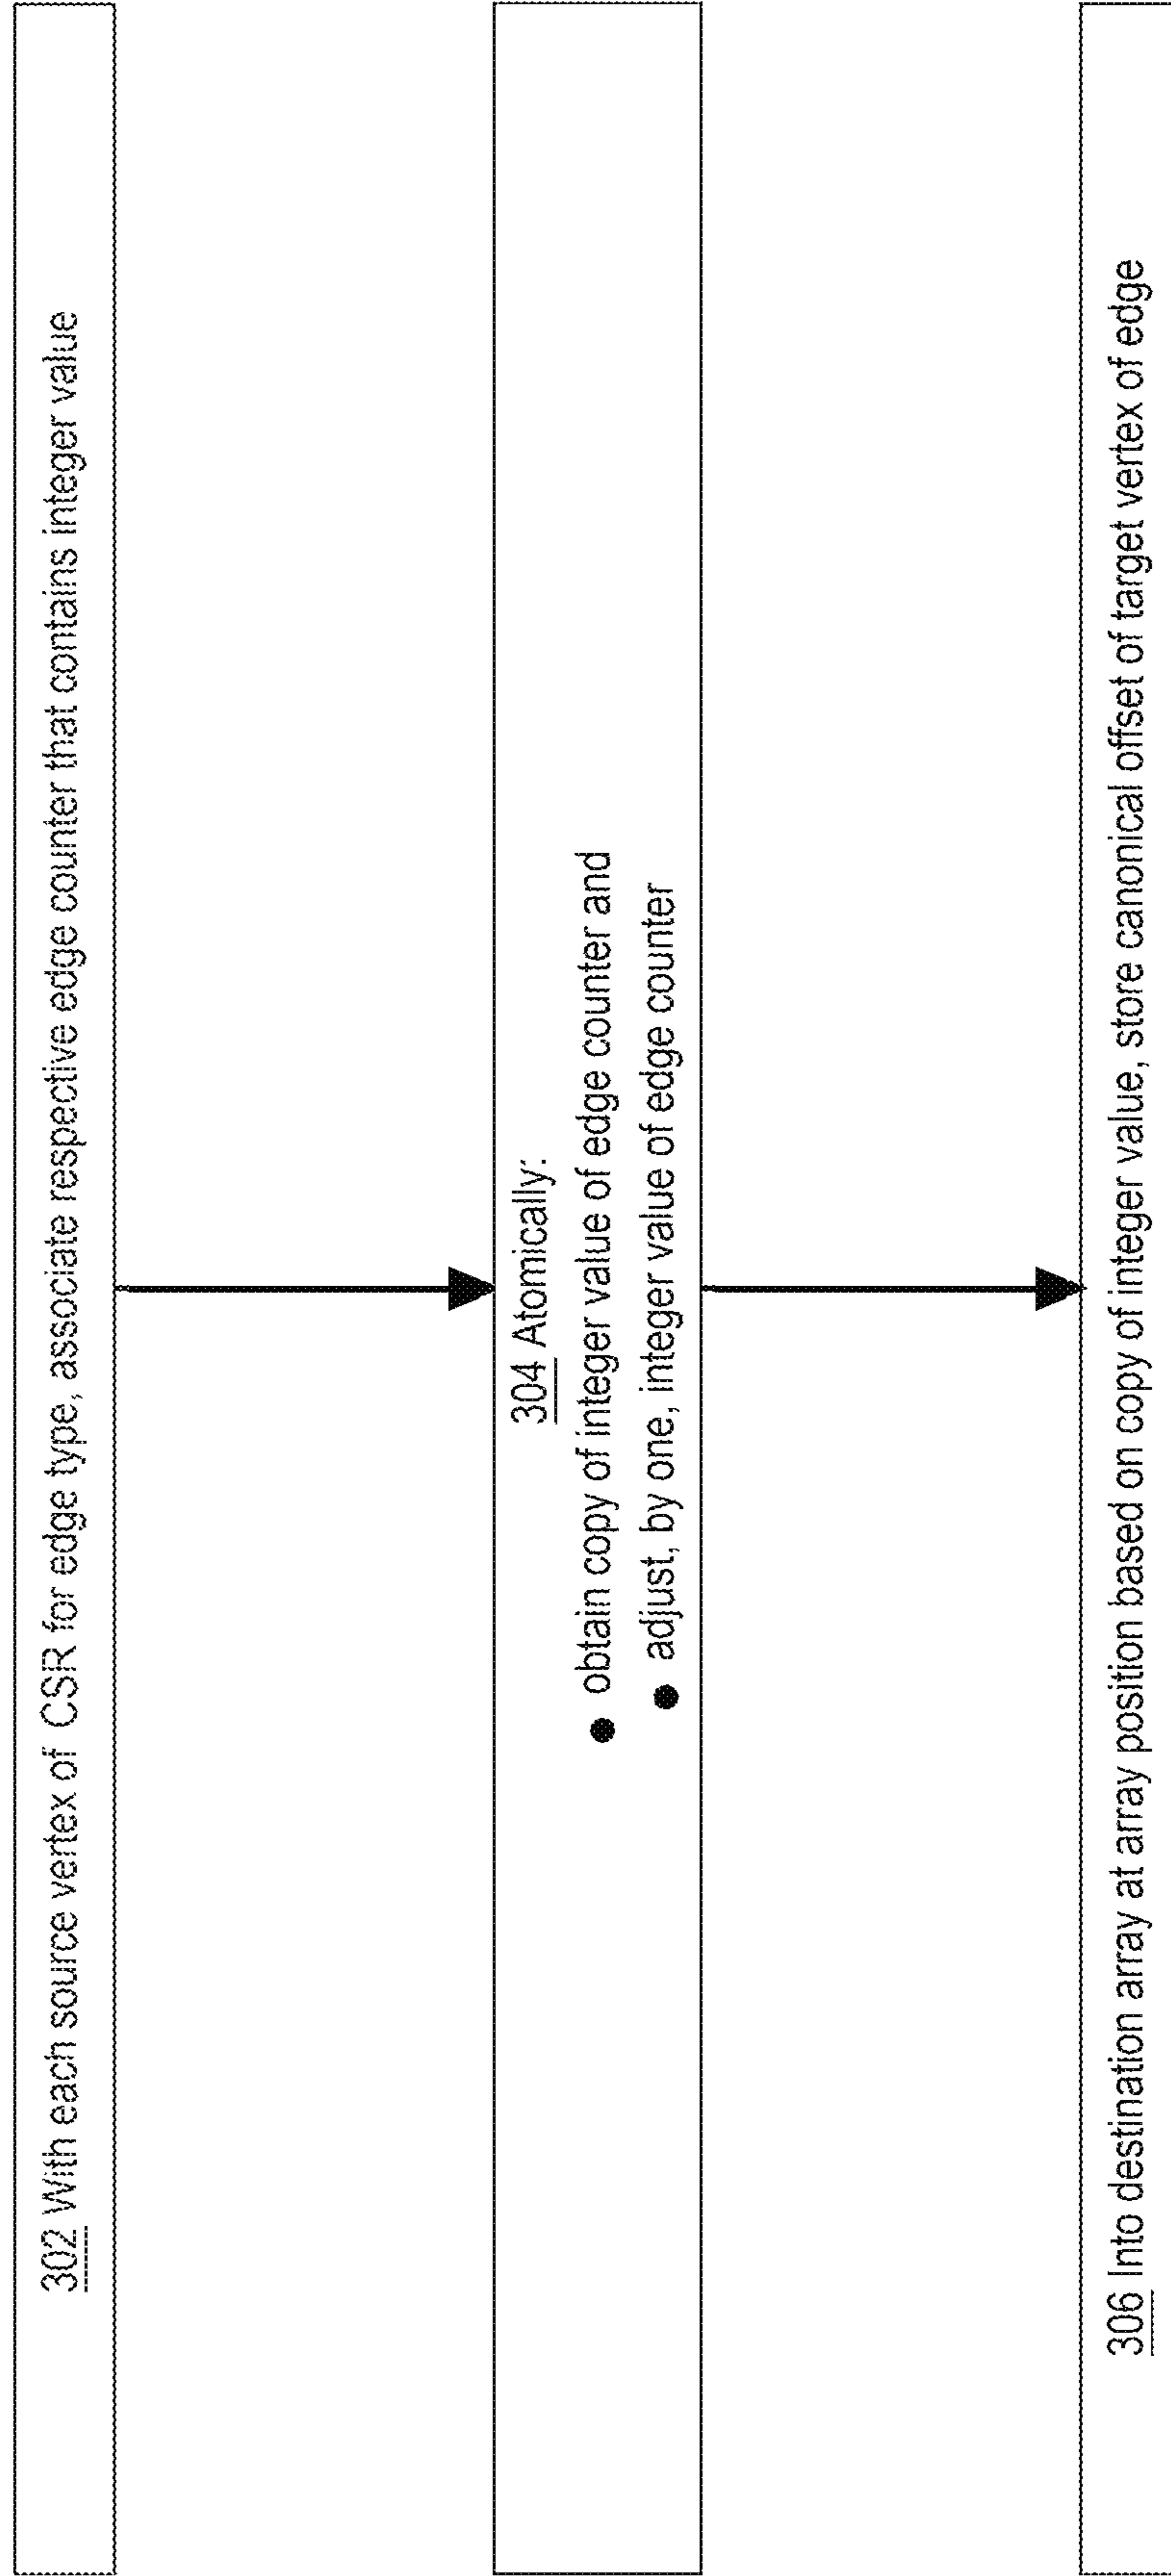 302 With each source vertex of CSR for edge type, associate respective edge counter that contains integer value
304 Atomically:
● obtain copy of integer value of edge counter and
● adjust, by one, integer value of edge counter
306 Into destination array at array position based on copy of integer value, store canonical offset of target vertex of edge